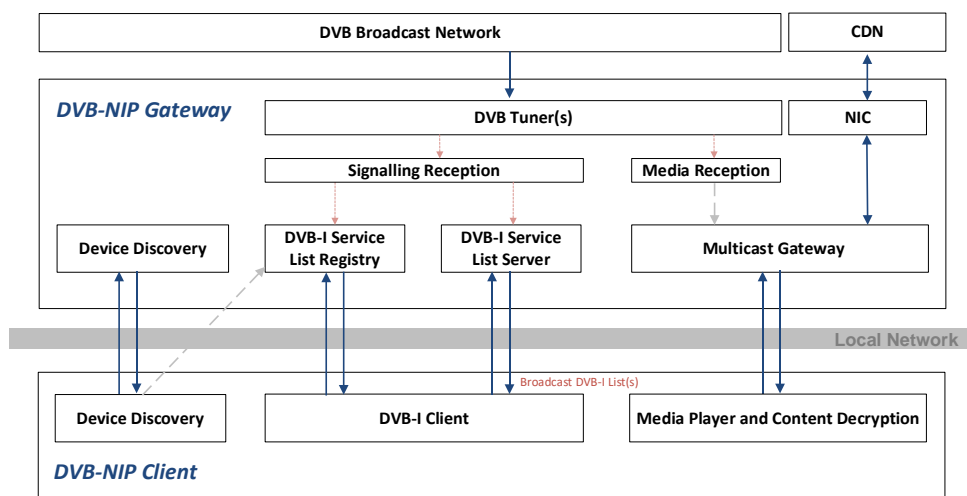 DVB Broadcast Network
CDN
DVB-NIP Gateway
DVB Tuner(s)
NIC
Signalling Reception
Media Reception
Device Discovery
DVB-I Service
List Registry
DVB-I Service
List Server
Multicast Gateway
Local Network
Broadcast DVB-I List(s)
Device Discovery
DVB-I Client
Media Player and Content Decryption
DVB-NIP Client